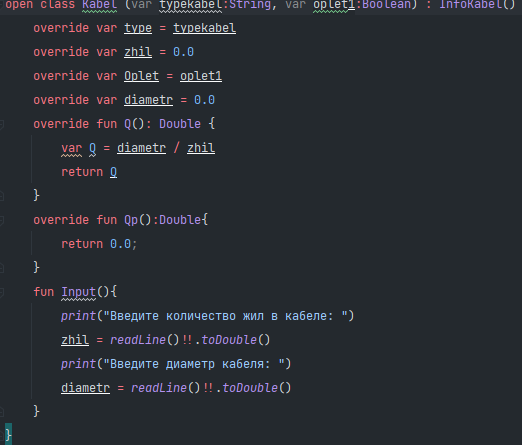 open class Kabel (var typekabel:String, var oplet1:Boolean) : InfoKabel()
override var type = typekabel
override var zhil = 0.0
override var Oplet = oplet1
override var diametr = 0.0
override fun Q(): Double {
var Q = diametr / zhil
return Q
}
override fun Qp():Double{
return 0.0;
}
fun Input(){
print("Введите количество жил в кабеле: ")
zhil = readLine()!!.toDouble()
print("Введите диаметр кабеля: ")
diametr = readLine()!!.toDouble()
}
}